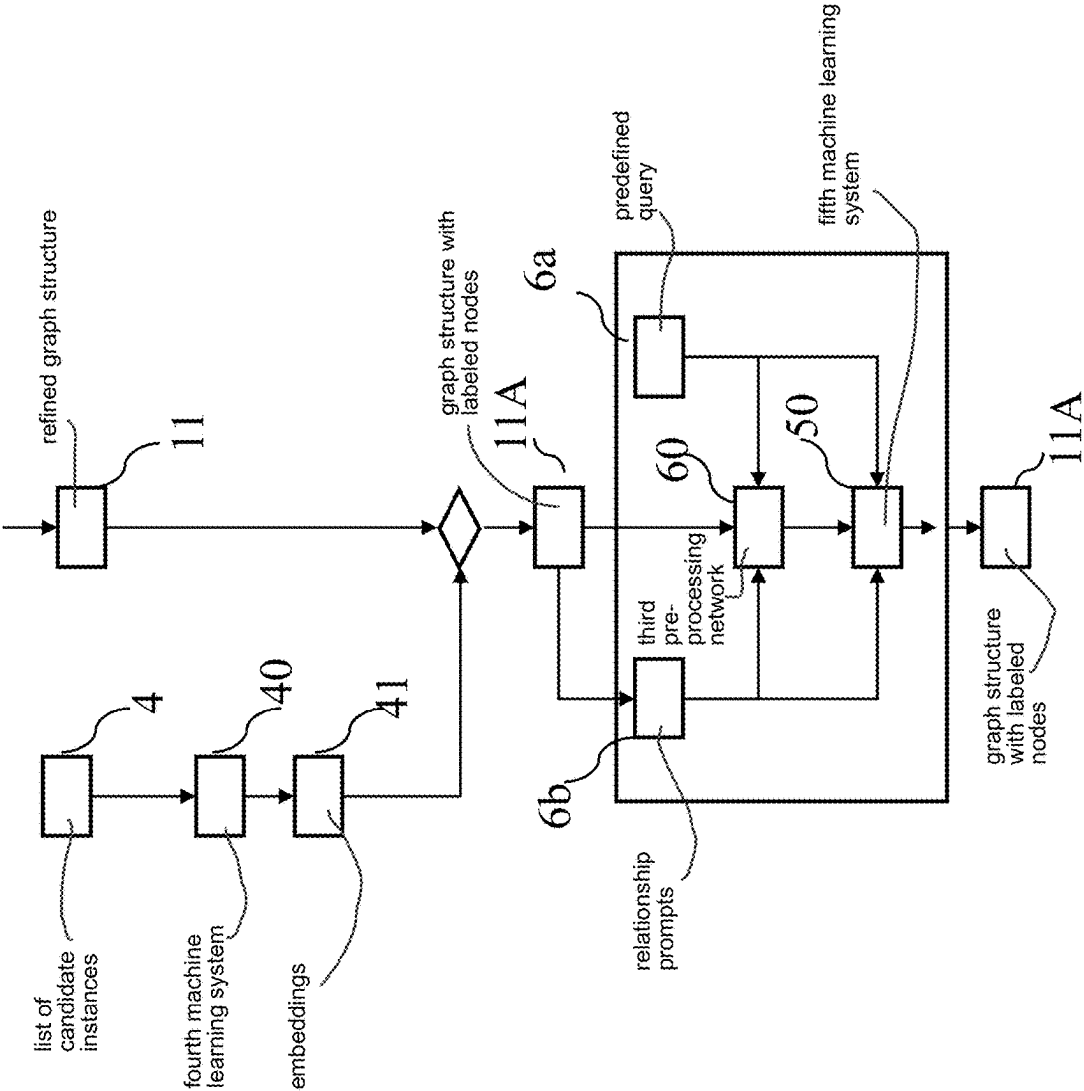 refined graph structure
11
list of
candidate
instances
4
fourth machine
learning system
40
embeddings
41
graph structure with
labeled nodes
11A
relationship
prompts
6b
predefined
query
6a
third
pre-
processing
network
60
fifth machine learning
system
50
graph structure
with labeled
nodes
11A